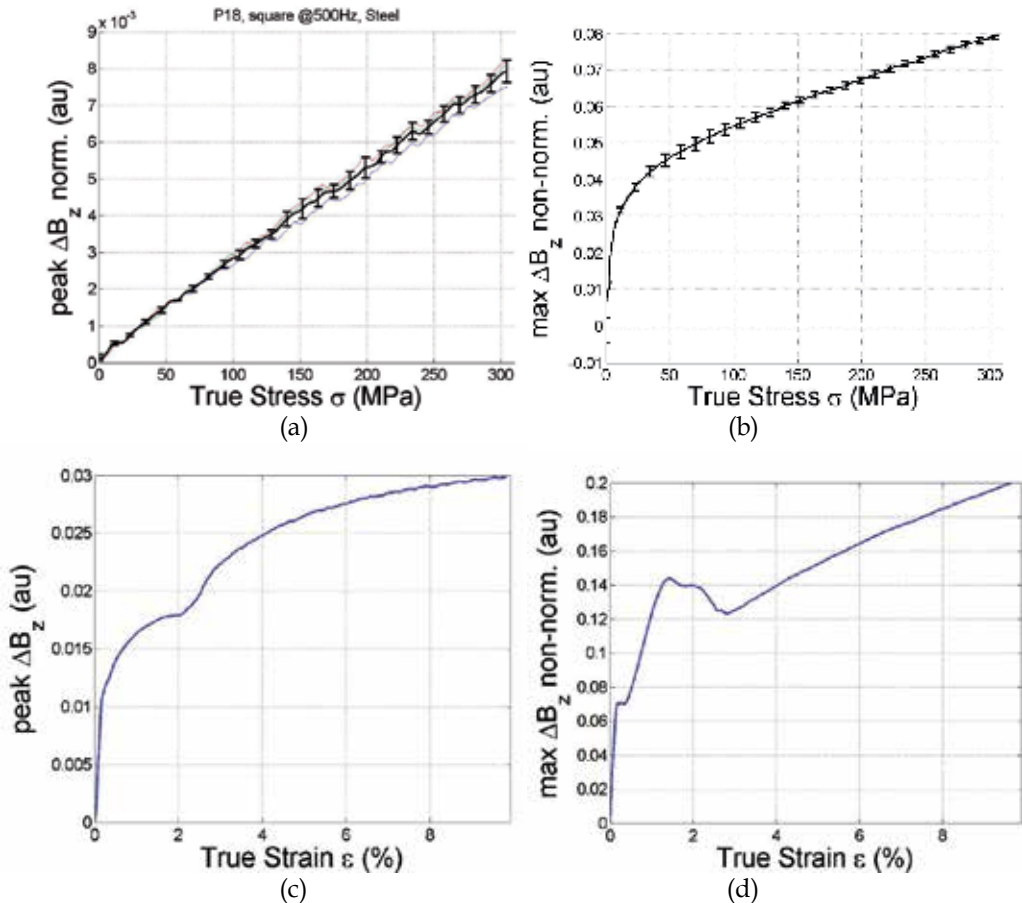 P18, square @500Hz, Steel
x 10⁻³
9
8
7
6
5
4
3
2
1
0
peak ΔB_z norm. (au)
0 50 100 150 200 250 300
True Stress σ (MPa)
(a)
0.08
0.07
0.06
0.05
0.04
0.03
0.02
0.01
0
-0.01
max ΔB_z non-norm. (au)
0 50 100 150 200 250 300
True Stress σ (MPa)
(b)
0.03
0.025
0.02
0.015
0.01
0.005
0
peak ΔB_z (au)
0 2 4 6 8
True Strain ε (%)
(c)
0.2
0.18
0.16
0.14
0.12
0.1
0.08
0.06
0.04
0.02
0
max ΔB_z non-norm. (au)
0 2 4 6 8
True Strain ε (%)
(d)